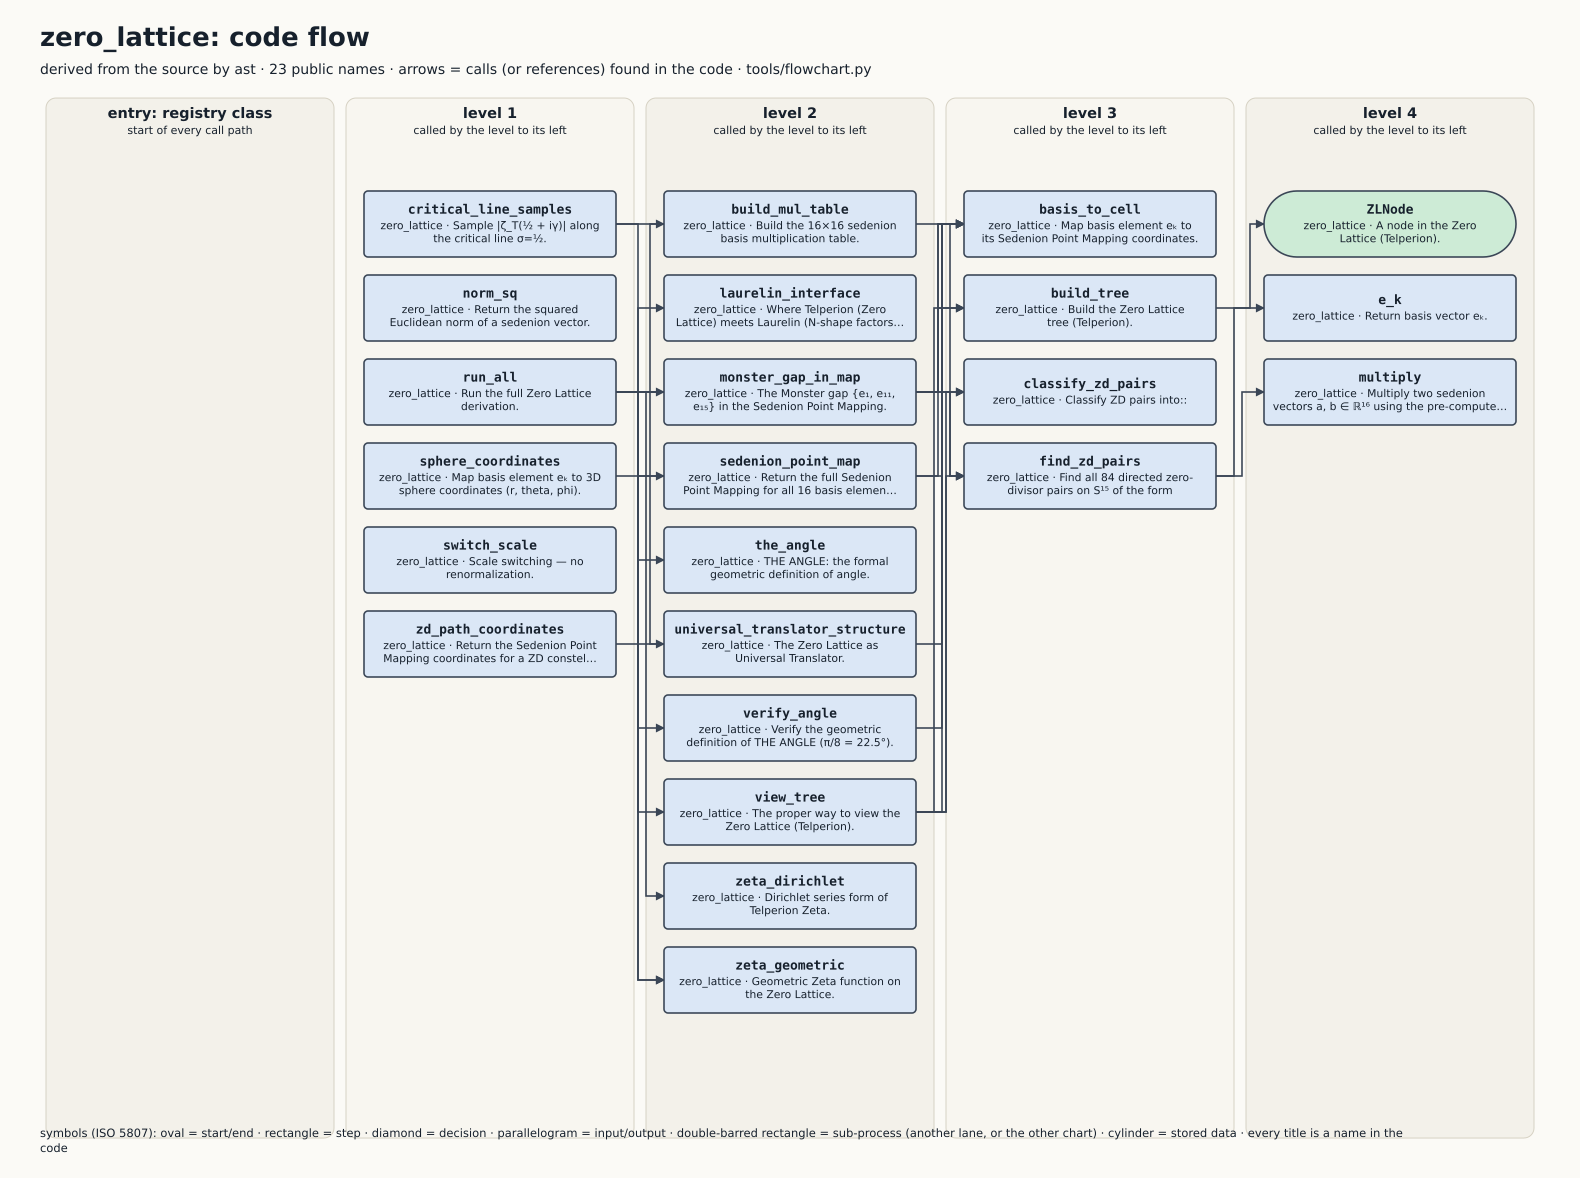 zero_lattice: code flow
derived from the source by ast · 23 public names · arrows = calls (or references) found in the code · tools/flowchart.py
entry: registry class
start of every call path
level 1
called by the level to its left
critical_line_samples
zero_lattice · Sample |ζ_T(½ + iγ)| along
the critical line σ=½.
norm_sq
zero_lattice · Return the squared
Euclidean norm of a sedenion vector.
run_all
zero_lattice · Run the full Zero Lattice
derivation.
sphere_coordinates
zero_lattice · Map basis element eₖ to 3D
sphere coordinates (r, theta, phi).
switch_scale
zero_lattice · Scale switching — no
renormalization.
zd_path_coordinates
zero_lattice · Return the Sedenion Point
Mapping coordinates for a ZD constel…
level 2
called by the level to its left
build_mul_table
zero_lattice · Build the 16×16 sedenion
basis multiplication table.
laurelin_interface
zero_lattice · Where Telperion (Zero
Lattice) meets Laurelin (N-shape factors…
monster_gap_in_map
zero_lattice · The Monster gap {e₁, e₁₁,
e₁₅} in the Sedenion Point Mapping.
sedenion_point_map
zero_lattice · Return the full Sedenion
Point Mapping for all 16 basis elemen…
the_angle
zero_lattice · THE ANGLE: the formal
geometric definition of angle.
universal_translator_structure
zero_lattice · The Zero Lattice as
Universal Translator.
verify_angle
zero_lattice · Verify the geometric
definition of THE ANGLE (π/8 = 22.5°).
view_tree
zero_lattice · The proper way to view the
Zero Lattice (Telperion).
zeta_dirichlet
zero_lattice · Dirichlet series form of
Telperion Zeta.
zeta_geometric
zero_lattice · Geometric Zeta function on
the Zero Lattice.
level 3
called by the level to its left
basis_to_cell
zero_lattice · Map basis element eₖ to
its Sedenion Point Mapping coordinates.
build_tree
zero_lattice · Build the Zero Lattice
tree (Telperion).
classify_zd_pairs
zero_lattice · Classify ZD pairs into::
find_zd_pairs
zero_lattice · Find all 84 directed zero-
divisor pairs on S¹⁵ of the form
level 4
called by the level to its left
ZLNode
zero_lattice · A node in the Zero
Lattice (Telperion).
e_k
zero_lattice · Return basis vector eₖ.
multiply
zero_lattice · Multiply two sedenion
vectors a, b ∈ ℝ¹⁶ using the pre-compute…
symbols (ISO 5807): oval = start/end · rectangle = step · diamond = decision · parallelogram = input/output · double-barred rectangle = sub-process (another lane, or the other chart) · cylinder = stored data · every title is a name in the
code